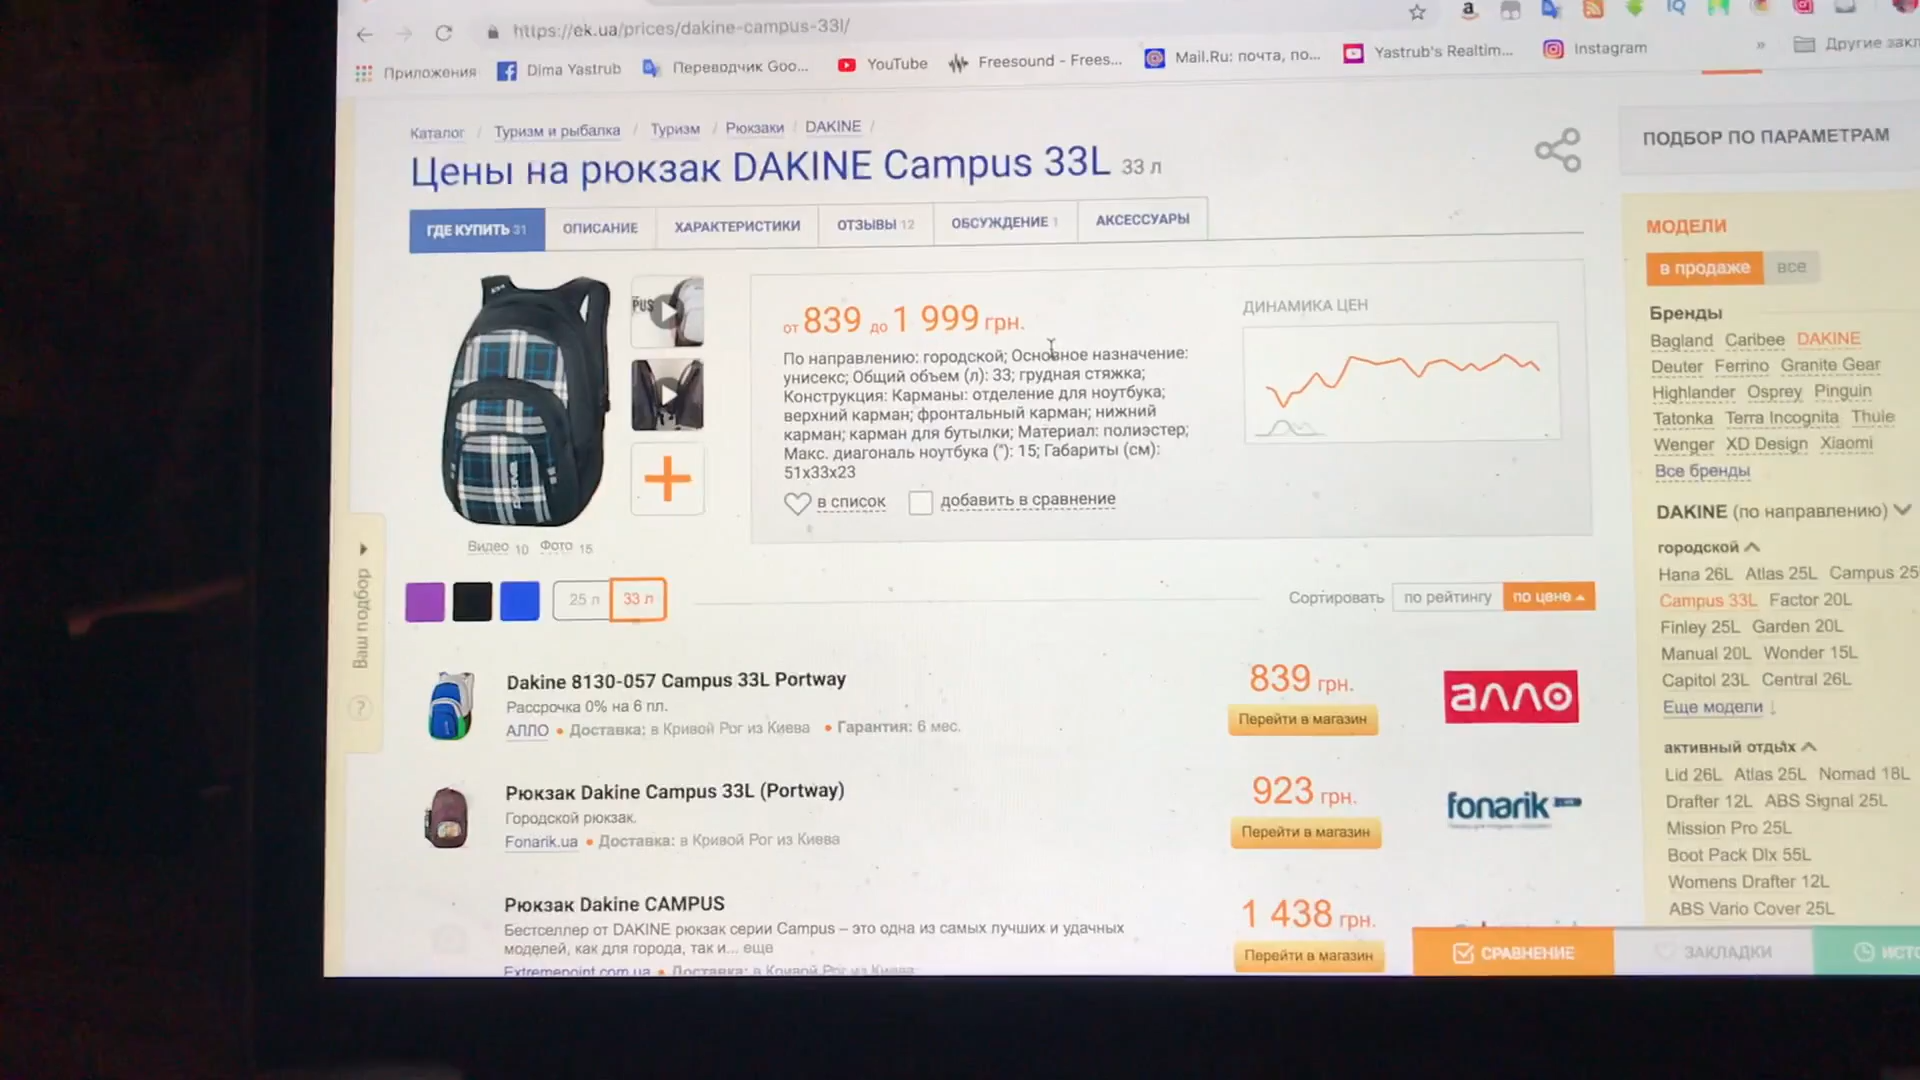 https://ek.ua/prices/dakine-campus-33l/
Приложения
Dima Yastrub
Переводчик Goo...
YouTube
Freesound - Frees...
Mail.Ru: почта, по...
Yastrub's Realtim...
Instagram
»
Каталог / Туризм и рыбалка / Туризм / Рюкзаки / DAKINE /
Цены на рюкзак DAKINE Campus 33L 33 л
ГДЕ КУПИТЬ 31
ОПИСАНИЕ
ХАРАКТЕРИСТИКИ
ОТЗЫВЫ 12
ОБСУЖДЕНИЕ 1
АКСЕССУАРЫ
от 839 до 1 999 грн.
По направлению: городской; Основное назначение:
унисекс; Общий объем (л): 33; грудная стяжка;
Конструкция: Карманы: отделение для ноутбука;
верхний карман; фронтальный карман; нижний
карман; карман для бутылки; Материал: полиэстер;
Макс. диагональ ноутбука ("): 15; Габариты (см):
51x33x23
в список
добавить в сравнение
ДИНАМИКА ЦЕН
Видео 10 Фото 15
25 л
33 л
Сортировать
по рейтингу
по цене
Ваш подбор
?
Dakine 8130-057 Campus 33L Portway
Рассрочка 0% на 6 пл.
АЛЛО • Доставка: в Кривой Рог из Киева • Гарантия: 6 мес.
839 грн.
Перейти в магазин
алло
Рюкзак Dakine Campus 33L (Portway)
Городской рюкзак.
Fonarik.ua • Доставка: в Кривой Рог из Киева
923 грн.
Перейти в магазин
fonarik
Рюкзак Dakine CAMPUS
Бестселлер от DAKINE рюкзак серии Campus – это одна из самых лучших и удачных
моделей, как для города, так и... еще
Extremepoint.com.ua • Доставка: в Кривой Рог из Киева
1 438 грн.
Перейти в магазин
ПОДБОР ПО ПАРАМЕТРАМ
МОДЕЛИ
в продаже
все
Бренды
Bagland Caribee DAKINE
Deuter Ferrino Granite Gear
Highlander Osprey Pinguin
Tatonka Terra Incognita Thule
Wenger XD Design Xiaomi
Все бренды
DAKINE (по направлению)
городской
Hana 26L Atlas 25L Campus 25
Campus 33L Factor 20L
Finley 25L Garden 20L
Manual 20L Wonder 15L
Capitol 23L Central 26L
Еще модели ↓
активный отдых
Lid 26L Atlas 25L Nomad 18L
Drafter 12L ABS Signal 25L
Mission Pro 25L
Boot Pack Dlx 55L
Womens Drafter 12L
ABS Vario Cover 25L
СРАВНЕНИЕ
ЗАКЛАДКИ